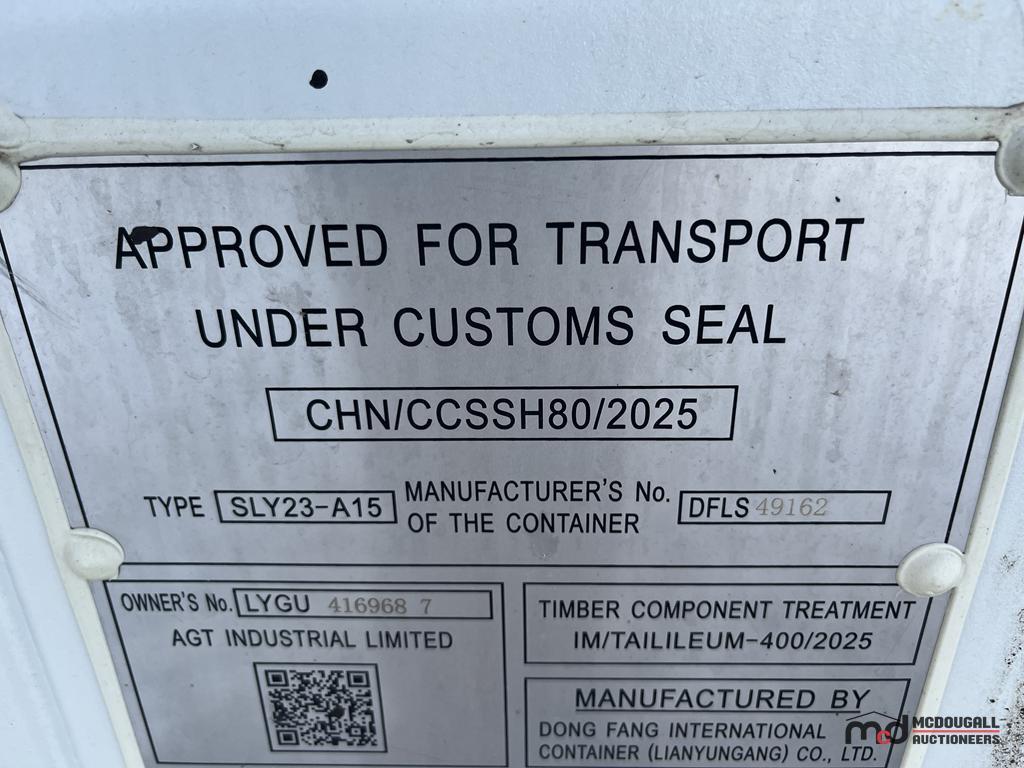 APPROVED FOR TRANSPORT
UNDER CUSTOMS SEAL
CHN/CCSSH80/2025
TYPE SLY23-A15 MANUFACTURER'S No. OF THE CONTAINER DFLS 49162
OWNER'S No. LYGU 416968 7
AGT INDUSTRIAL LIMITED
TIMBER COMPONENT TREATMENT
IM/TAILILEUM-400/2025
MANUFACTURED BY
DONG FANG INTERNATIONAL
CONTAINER (LIANYUNGANG) CO., LTD.
mcd MCDOUGALL
AUCTIONEERS